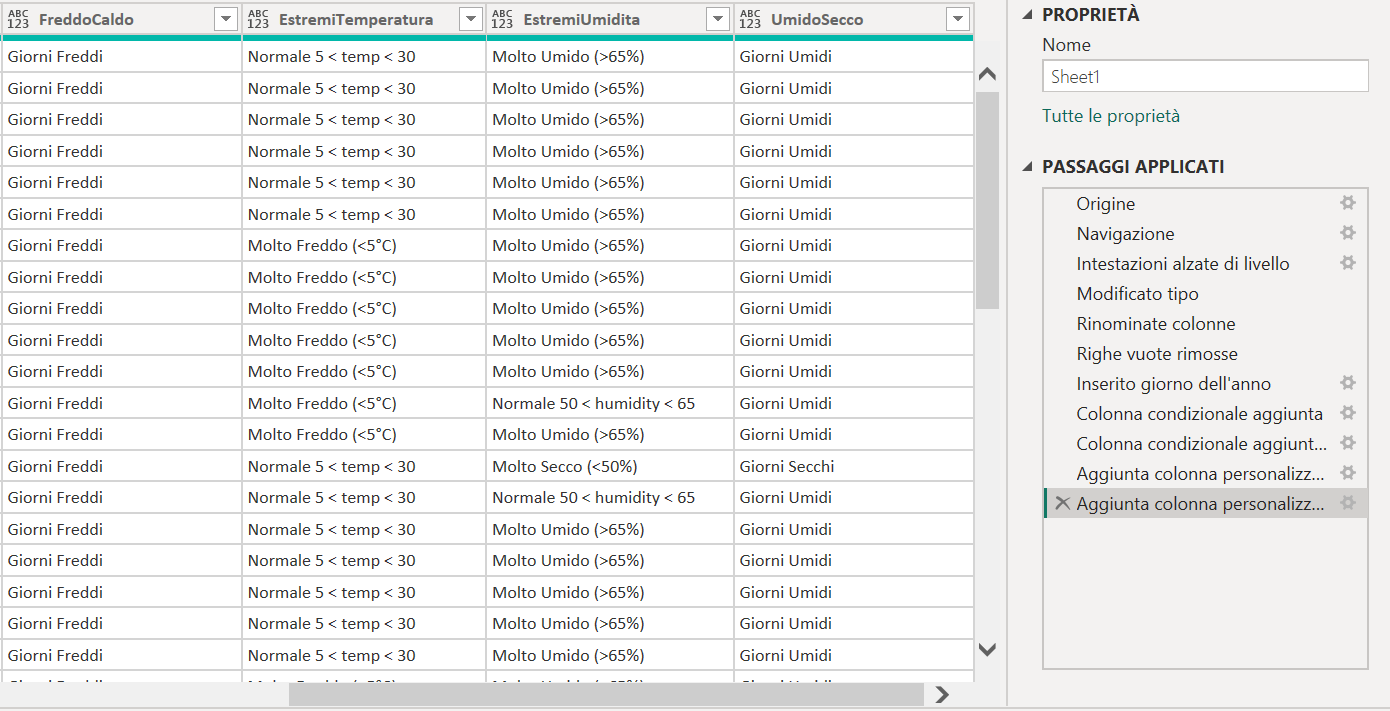 ABC 123 FreddoCaldo ABC 123 EstremiTemperatura ABC 123 EstremiUmidita ABC 123 UmidoSecco
Giorni Freddi Normale 5 < temp < 30 Molto Umido (>65%) Giorni Umidi
Giorni Freddi Normale 5 < temp < 30 Molto Umido (>65%) Giorni Umidi
Giorni Freddi Normale 5 < temp < 30 Molto Umido (>65%) Giorni Umidi
Giorni Freddi Normale 5 < temp < 30 Molto Umido (>65%) Giorni Umidi
Giorni Freddi Normale 5 < temp < 30 Molto Umido (>65%) Giorni Umidi
Giorni Freddi Normale 5 < temp < 30 Molto Umido (>65%) Giorni Umidi
Giorni Freddi Molto Freddo (<5°C) Molto Umido (>65%) Giorni Umidi
Giorni Freddi Molto Freddo (<5°C) Molto Umido (>65%) Giorni Umidi
Giorni Freddi Molto Freddo (<5°C) Molto Umido (>65%) Giorni Umidi
Giorni Freddi Molto Freddo (<5°C) Molto Umido (>65%) Giorni Umidi
Giorni Freddi Molto Freddo (<5°C) Molto Umido (>65%) Giorni Umidi
Giorni Freddi Molto Freddo (<5°C) Normale 50 < humidity < 65 Giorni Umidi
Giorni Freddi Molto Freddo (<5°C) Molto Umido (>65%) Giorni Umidi
Giorni Freddi Normale 5 < temp < 30 Molto Secco (<50%) Giorni Secchi
Giorni Freddi Normale 5 < temp < 30 Normale 50 < humidity < 65 Giorni Umidi
Giorni Freddi Normale 5 < temp < 30 Molto Umido (>65%) Giorni Umidi
Giorni Freddi Normale 5 < temp < 30 Molto Umido (>65%) Giorni Umidi
Giorni Freddi Normale 5 < temp < 30 Molto Umido (>65%) Giorni Umidi
Giorni Freddi Normale 5 < temp < 30 Molto Umido (>65%) Giorni Umidi
Giorni Freddi Normale 5 < temp < 30 Molto Umido (>65%) Giorni Umidi
PROPRIETÀ
Nome
Sheet1
Tutte le proprietà
PASSAGGI APPLICATI
Origine
Navigazione
Intestazioni alzate di livello
Modificato tipo
Rinominate colonne
Righe vuote rimosse
Inserito giorno dell'anno
Colonna condizionale aggiunta
Colonna condizionale aggiunt...
Aggiunta colonna personalizz...
Aggiunta colonna personalizz...